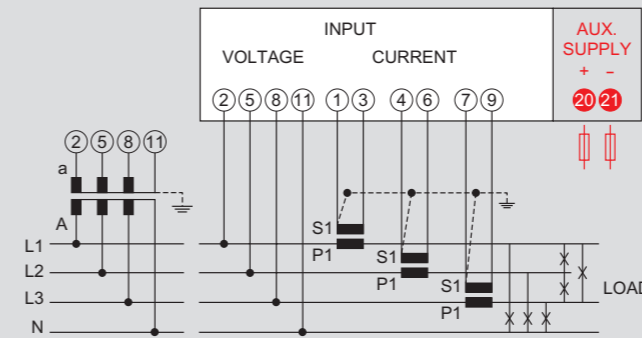 INPUT
AUX.
SUPPLY
VOLTAGE CURRENT
+ −
2 5 8 11 1 3 4 6 7 9 20 21
2 5 8 11
a
A
S1
P1
S1
P1
S1
P1
L1
L2
L3
N
LOAD